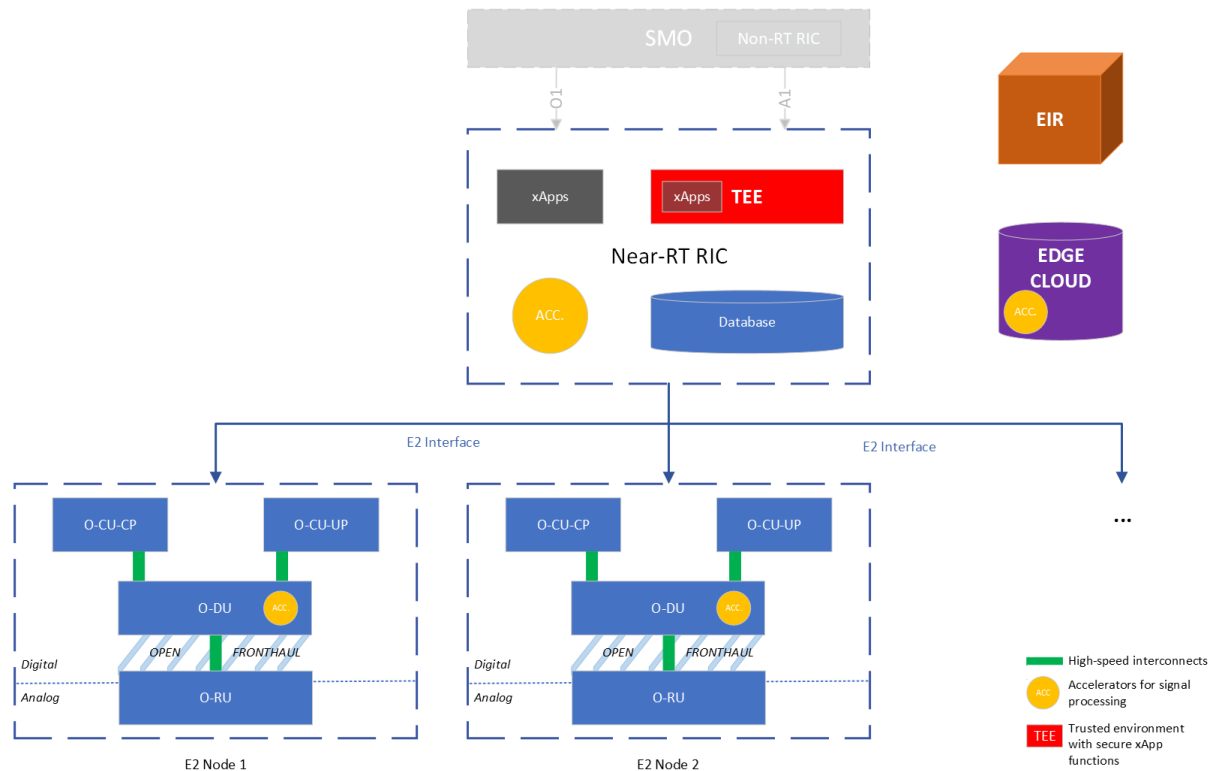 SMO
Non-RT RIC
O1
A1
EIR
xApps
xApps
TEE
Near-RT RIC
EDGE
CLOUD
ACC.
ACC.
Database
E2 Interface
E2 Interface
O-CU-CP
O-CU-UP
O-CU-CP
O-CU-UP
...
O-DU
ACC.
O-DU
ACC.
OPEN
FRONTHAUL
OPEN
FRONTHAUL
Digital
Analog
O-RU
Digital
Analog
O-RU
High-speed interconnects
ACC
Accelerators for signal
processing
TEE
Trusted environment
with secure xApp
functions
E2 Node 1
E2 Node 2